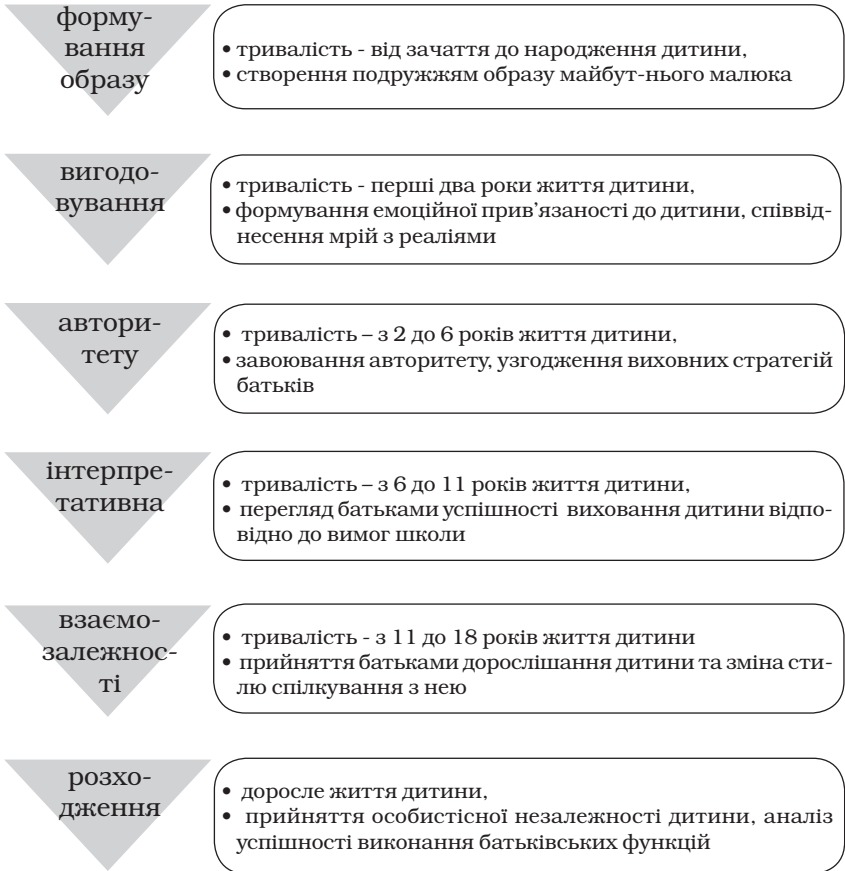 форму-
вання
образу
• тривалість - від зачаття до народження дитини,
• створення подружжям образу майбут-нього малюка
вигодо-
вування
• тривалість - перші два роки життя дитини,
• формування емоційної прив’язаності до дитини, співвід-
несення мрій з реаліями
автори-
тету
• тривалість – з 2 до 6 років життя дитини,
• завоювання авторитету, узгодження виховних стратегій
батьків
інтерпре-
тативна
• тривалість – з 6 до 11 років життя дитини,
• перегляд батьками успішності виховання дитини відпо-
відно до вимог школи
взаємо-
залежнос-
ті
• тривалість - з 11 до 18 років життя дитини
• прийняття батьками дорослішання дитини та зміна сти-
лю спілкування з нею
розхо-
дження
• доросле життя дитини,
• прийняття особистісної незалежності дитини, аналіз
успішності виконання батьківських функцій